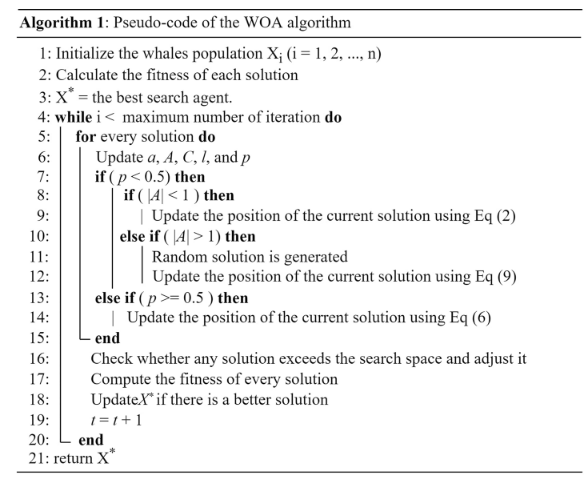 Algorithm 1: Pseudo-code of the WOA algorithm
1: Initialize the whales population Xi (i = 1, 2, ..., n)
2: Calculate the fitness of each solution
3: X* = the best search agent.
4: while i < maximum number of iteration do
5: for every solution do
6: Update a, A, C, l, and p
7: if ( p < 0.5) then
8: if ( |A| < 1 ) then
9: Update the position of the current solution using Eq (2)
10: else if ( |A| > 1) then
11: Random solution is generated
12: Update the position of the current solution using Eq (9)
13: else if ( p >= 0.5 ) then
14: Update the position of the current solution using Eq (6)
15: end
16: Check whether any solution exceeds the search space and adjust it
17: Compute the fitness of every solution
18: UpdateX* if there is a better solution
19: t = t + 1
20: end
21: return X*